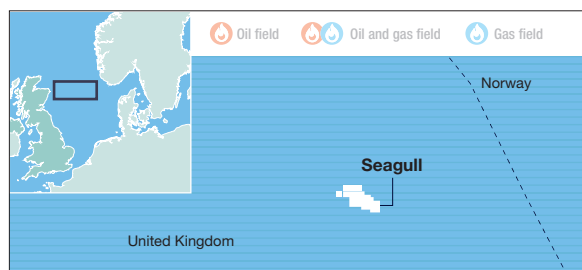 Oil field
Oil and gas field
Gas field
Norway
Seagull
United Kingdom